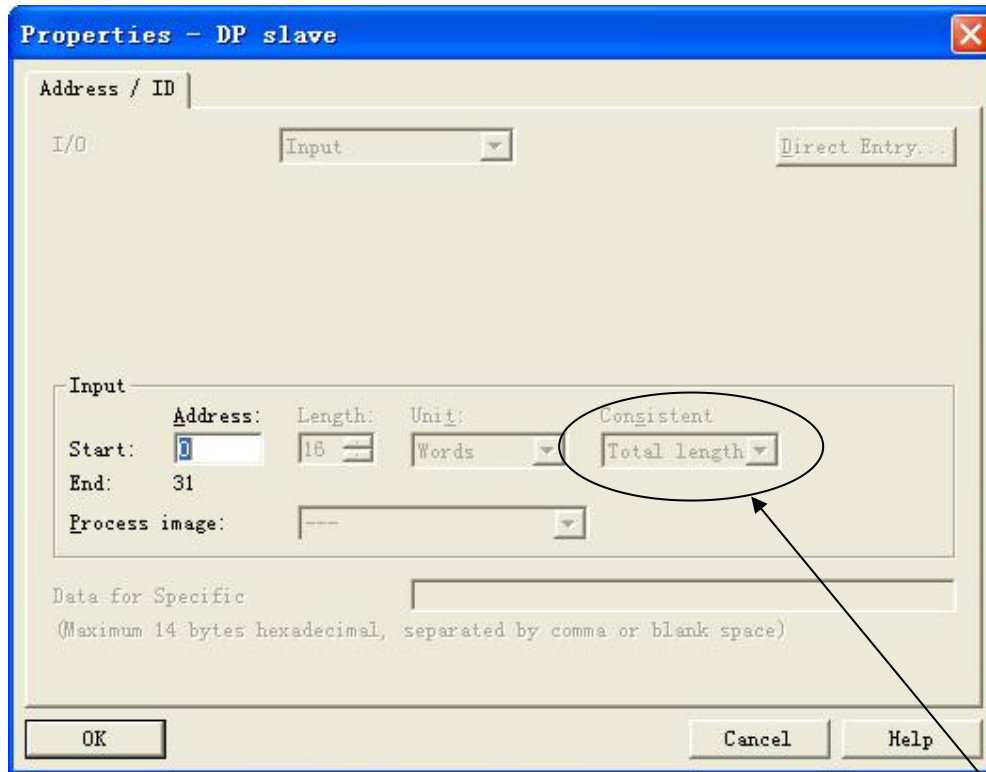 Properties - DP slave
Address / ID
I/O
Input
Direct Entry...
Input
Address: Length: Unit: Consistent
Start: 0 16 Words Total length
End: 31
Process image: ---
Data for Specific
(Maximum 14 bytes hexadecimal, separated by comma or blank space)
OK Cancel Help